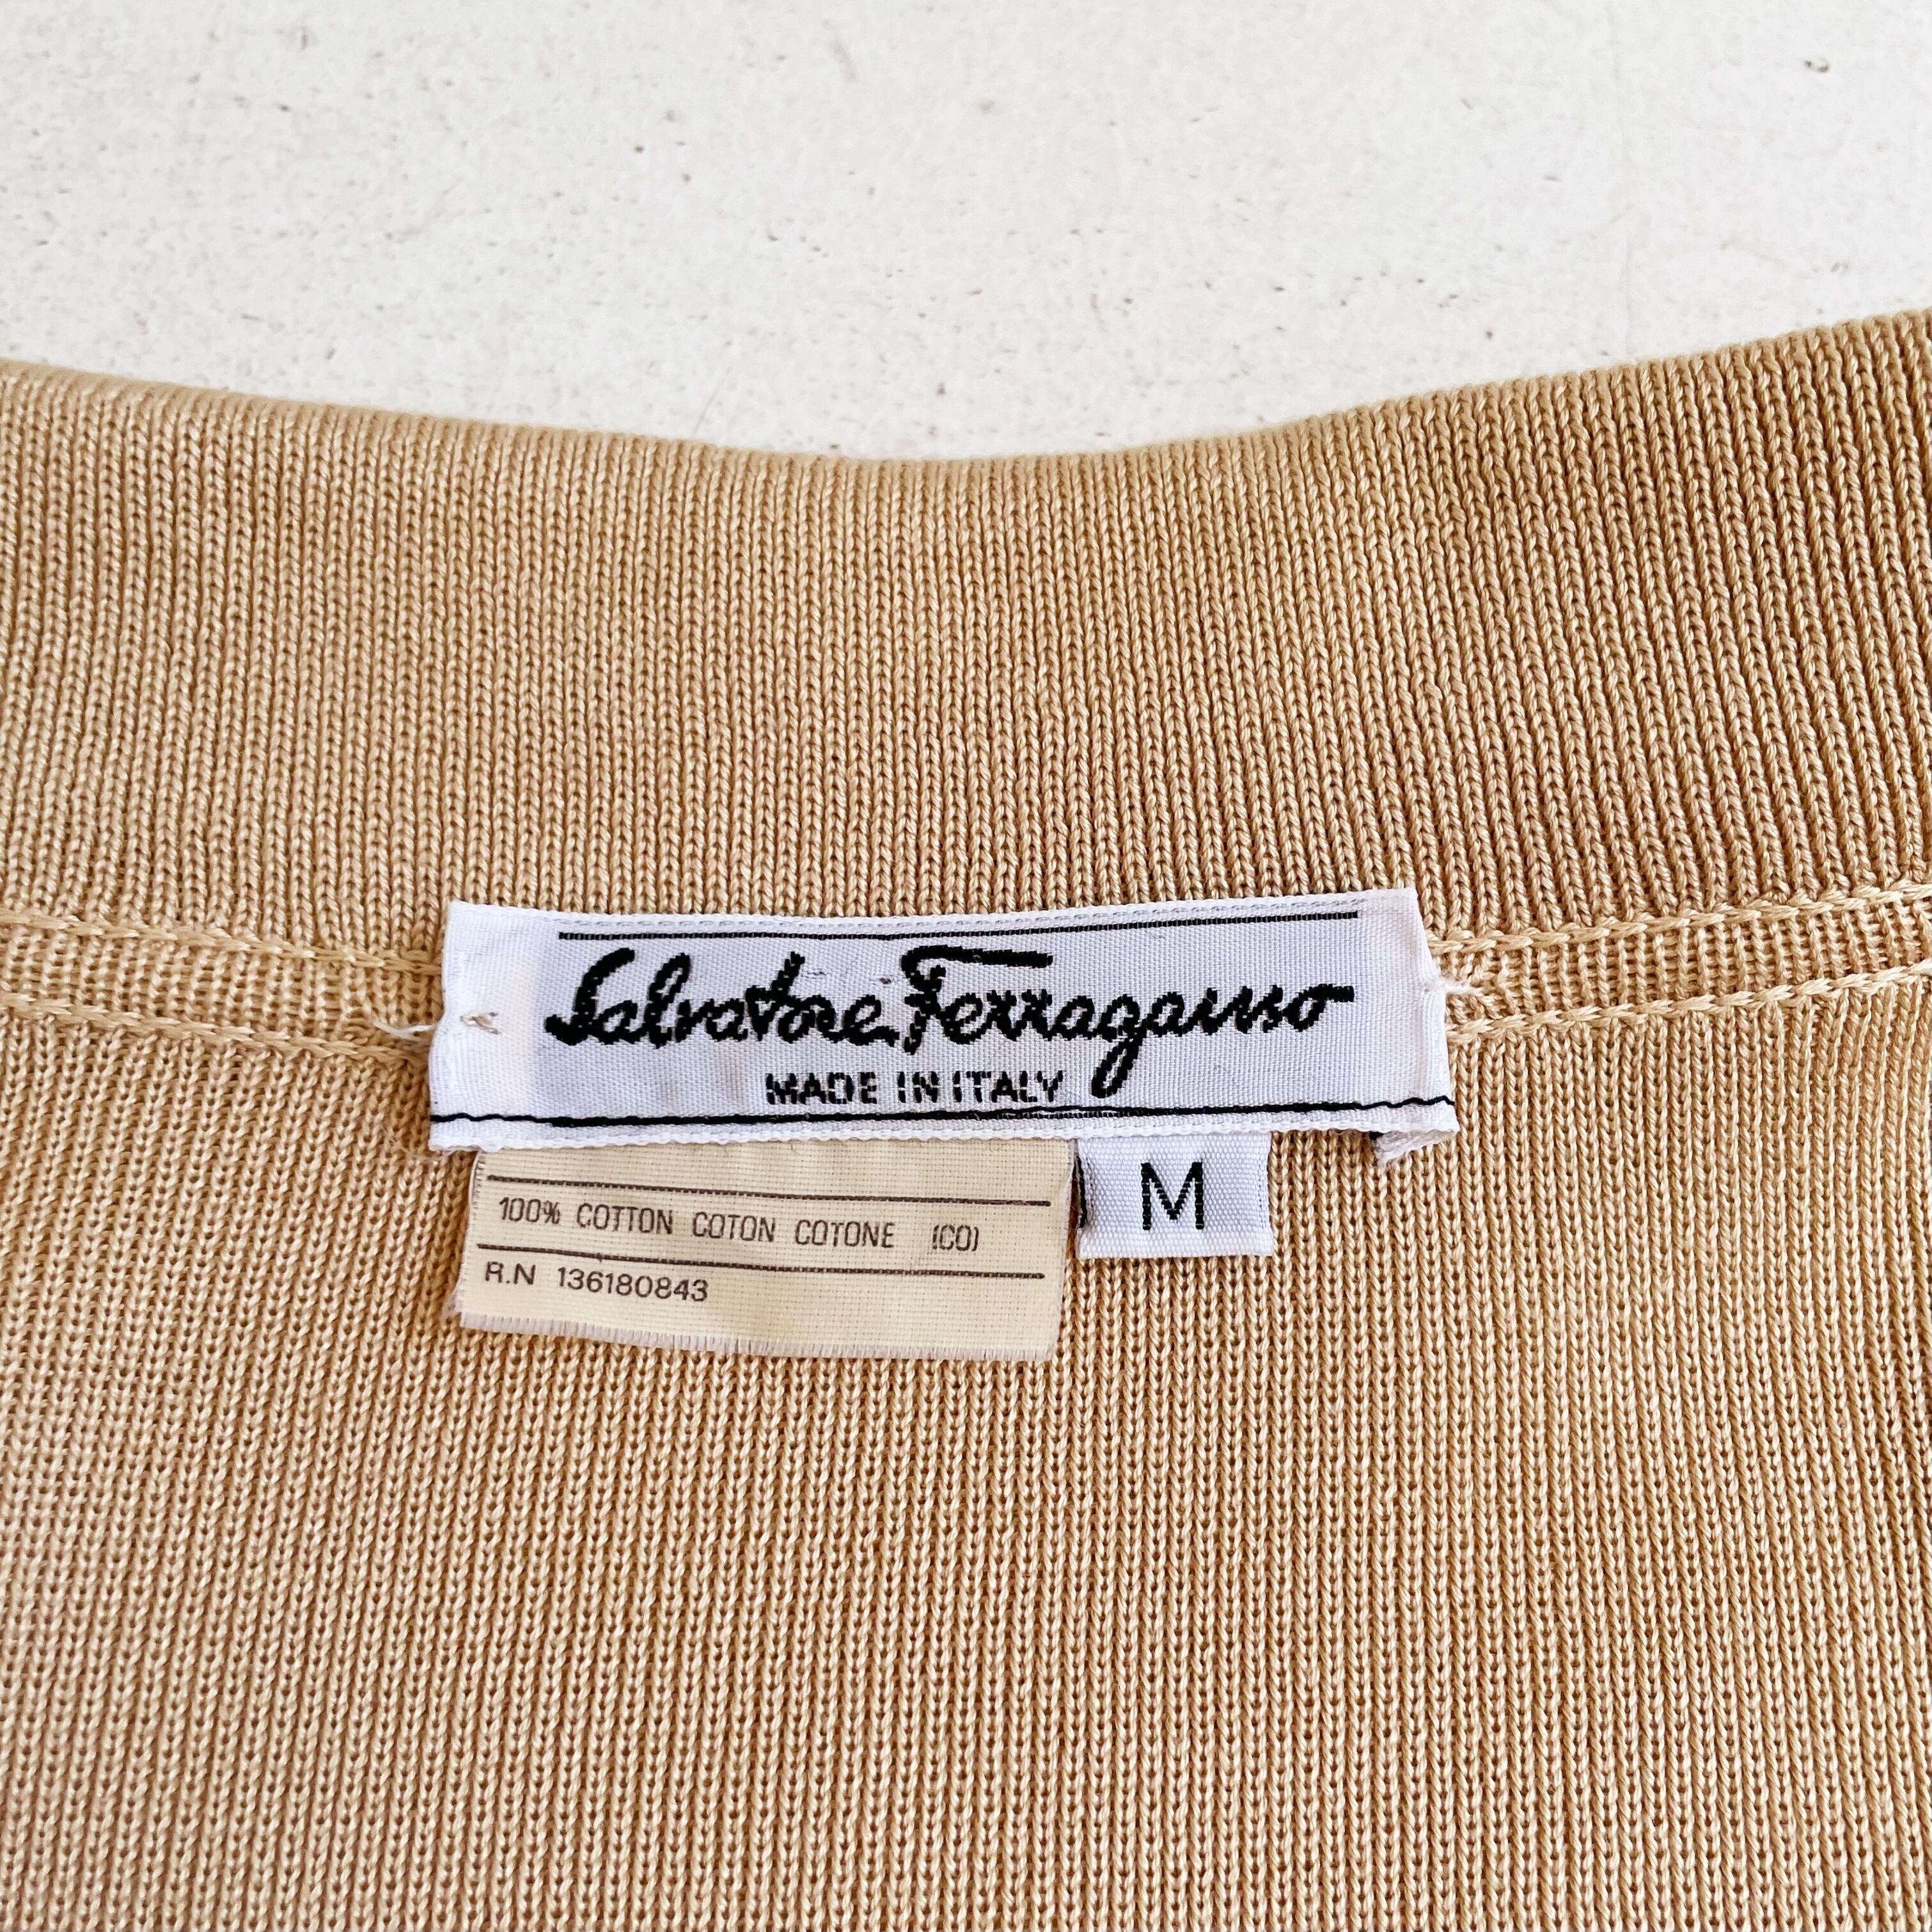 Salvatore Ferragamo
MADE IN ITALY
M
100% COTTON COTON COTONE (CO)
R.N 136180843